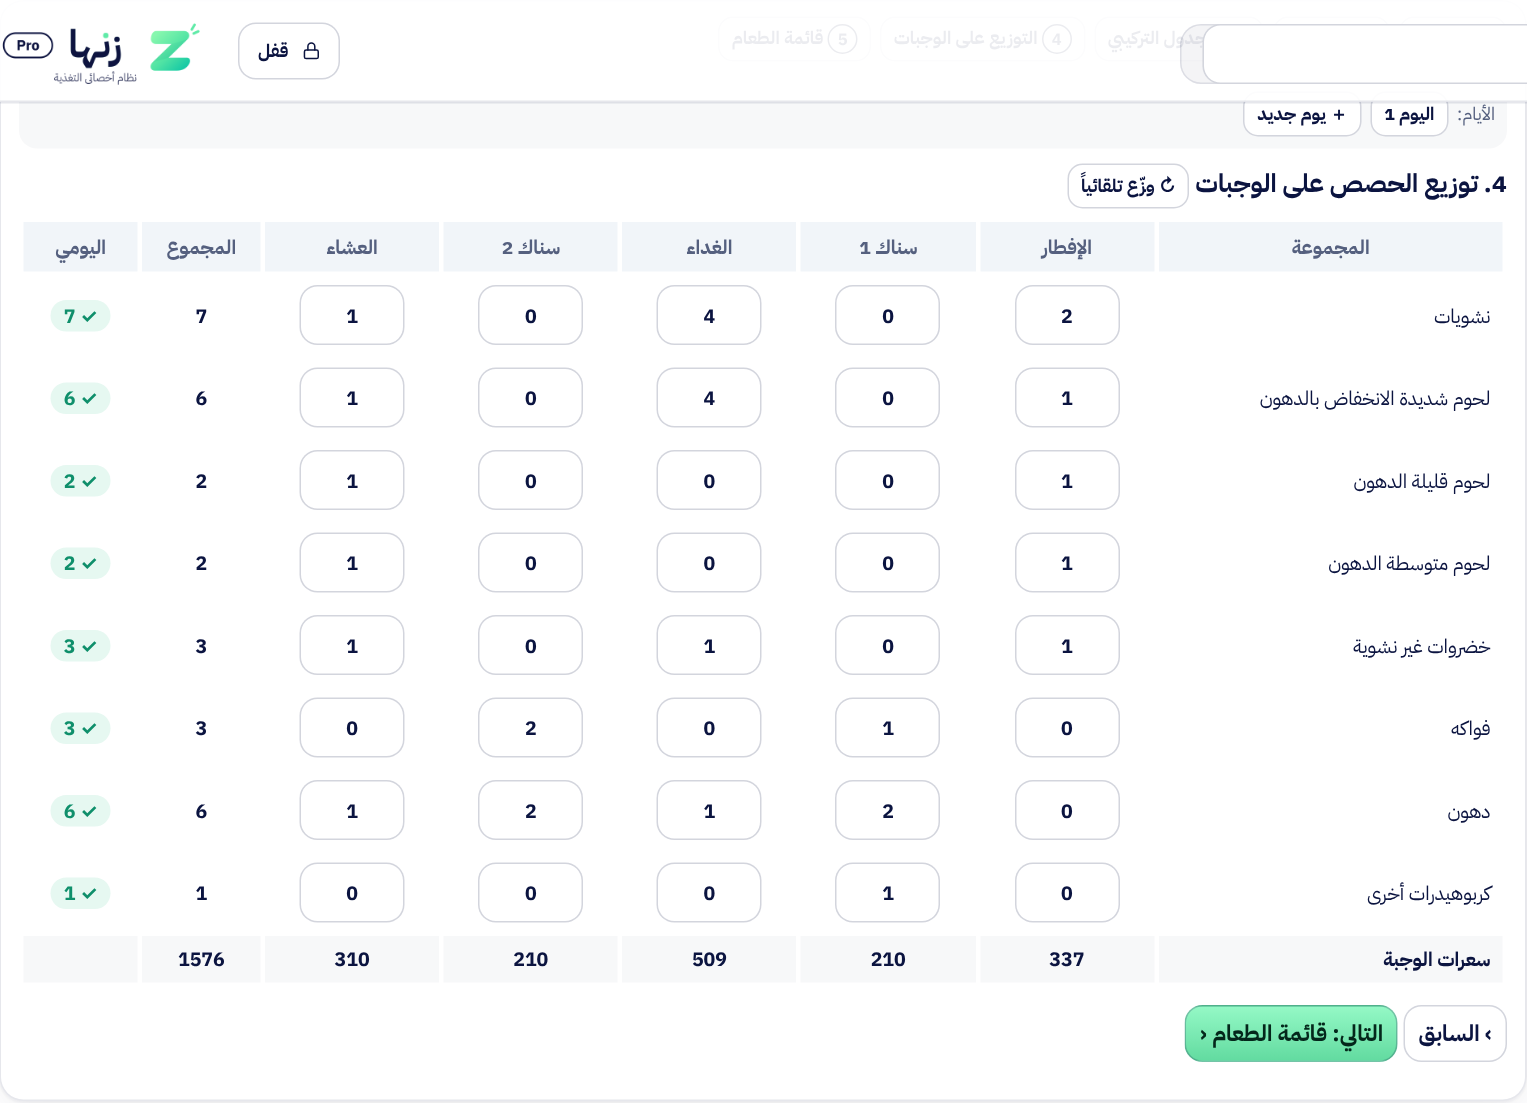 جدول التركيبي 4 التوزيع على الوجبات 5 قائمة الطعام
قفل
زنها Pro
نظام أخصائي التغذية
الأيام: اليوم 1 + يوم جديد
4. توزيع الحصص على الوجبات ↻ وزّع تلقائياً
المجموعة الإفطار سناك 1 الغداء سناك 2 العشاء المجموع اليومي
نشويات 2 0 4 0 1 7 ✓ 7
لحوم شديدة الانخفاض بالدهون 1 0 4 0 1 6 ✓ 6
لحوم قليلة الدهون 1 0 0 0 1 2 ✓ 2
لحوم متوسطة الدهون 1 0 0 0 1 2 ✓ 2
خضروات غير نشوية 1 0 1 0 1 3 ✓ 3
فواكه 0 1 0 2 0 3 ✓ 3
دهون 0 2 1 2 1 6 ✓ 6
كربوهيدرات أخرى 0 1 0 0 0 1 ✓ 1
سعرات الوجبة 337 210 509 210 310 1576
‹ السابق التالي: قائمة الطعام ›